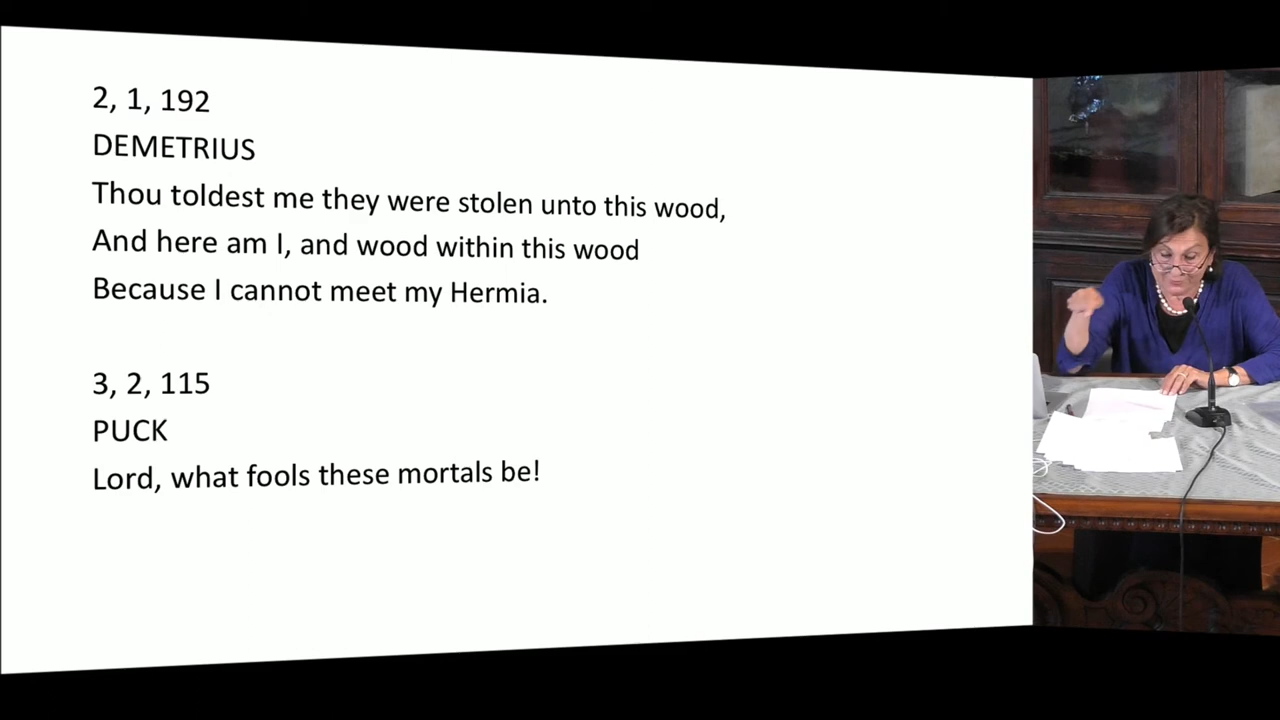 2, 1, 192
DEMETRIUS
Thou toldest me they were stolen unto this wood,
And here am I, and wood within this wood
Because I cannot meet my Hermia.
3, 2, 115
PUCK
Lord, what fools these mortals be!